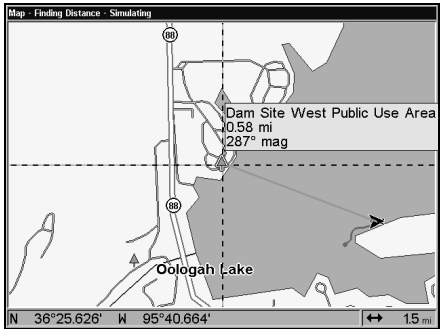 Map - Finding Distance - Simulating
88
Dam Site West Public Use Area
0.58 mi
287° mag
88
Oologah Lake
N 36°25.626' W 95°40.664' ↔ 1.5 mi